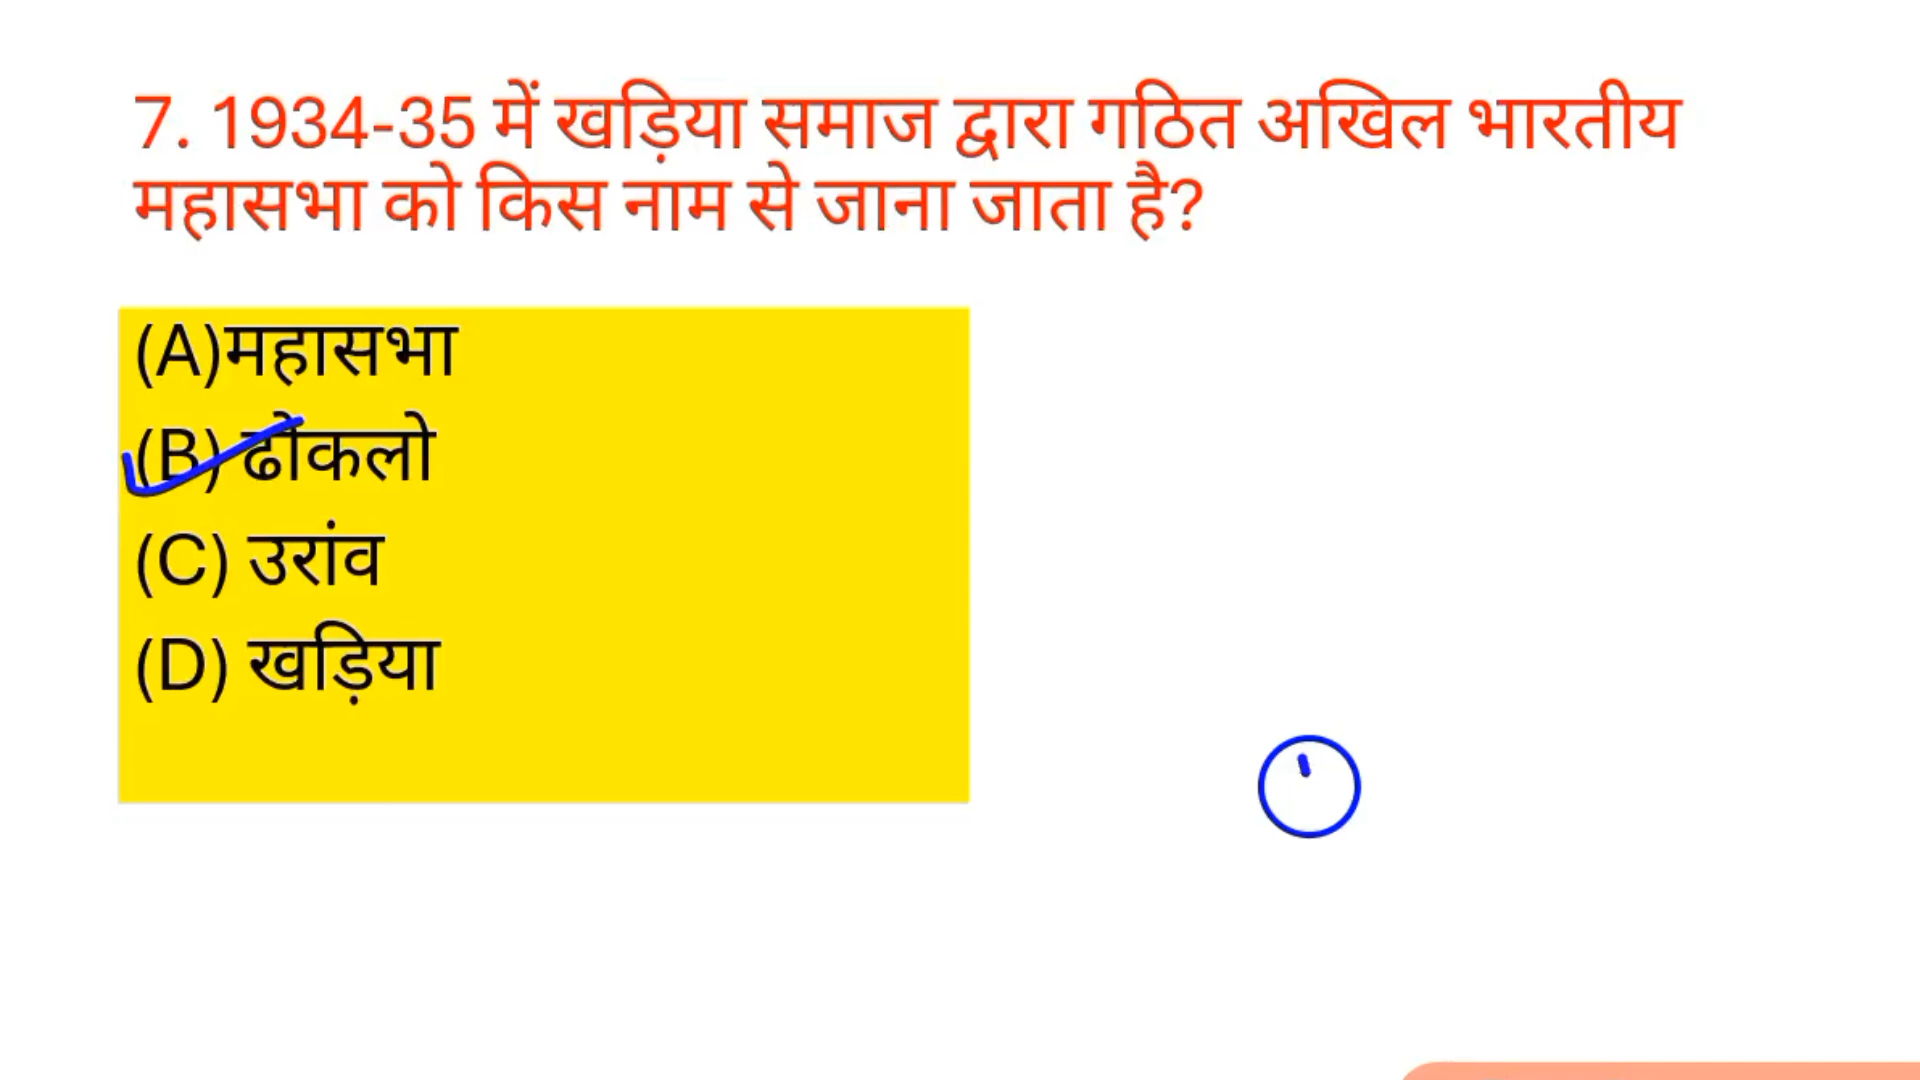 7. 1934-35 में खड़िया समाज द्वारा गठित अखिल भारतीय
महासभा को किस नाम से जाना जाता है?
(A)महासभा
(B) ढोकलो
(C) उरांव
(D) खड़िया